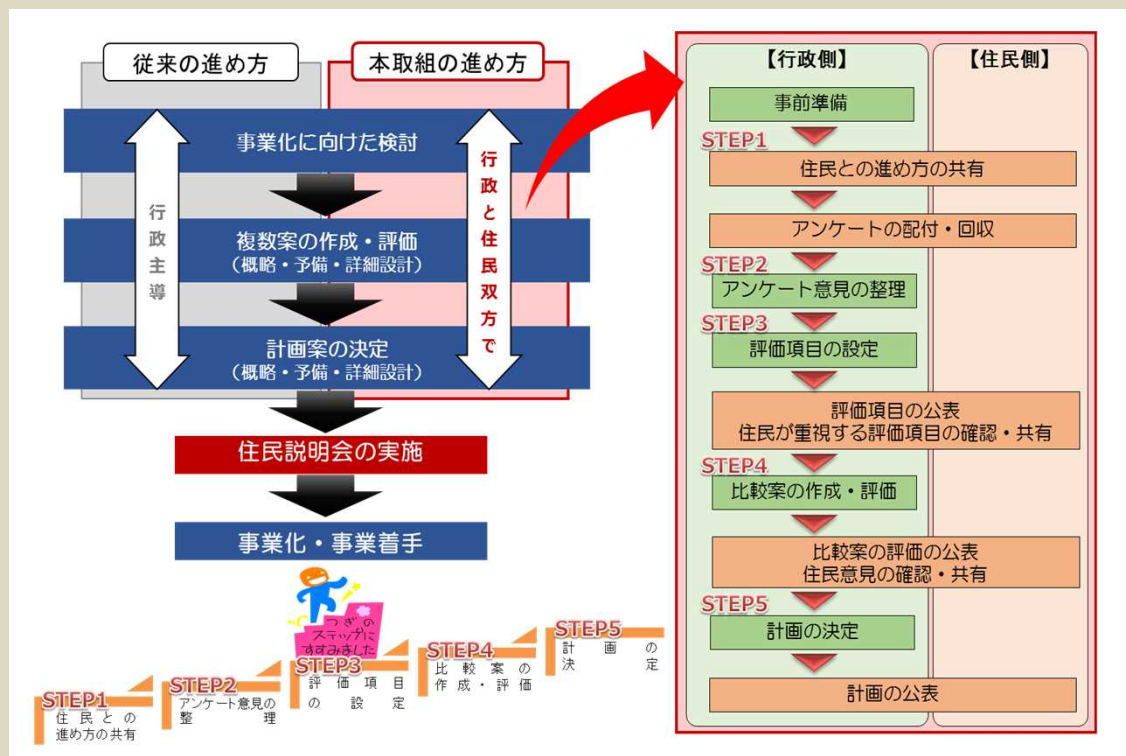 従来の進め方
本取組の進め方
事業化に向けた検討
複数案の作成・評価
(概略・予備・詳細設計)
計画案の決定
(概略・予備・詳細設計)
行政主導
行政と住民双方で
住民説明会の実施
事業化・事業着手
つぎの
ステップに
すすみました
STEP1
住民との
進め方の共有
STEP2
アンケート意見の
整理
STEP3
評価項目
の設定
STEP4
比較案の
作成・評価
STEP5
計画の
決定
【行政側】
【住民側】
事前準備
STEP1
住民との進め方の共有
アンケートの配付・回収
STEP2
アンケート意見の整理
STEP3
評価項目の設定
評価項目の公表
住民が重視する評価項目の確認・共有
STEP4
比較案の作成・評価
比較案の評価の公表
住民意見の確認・共有
STEP5
計画の決定
計画の公表